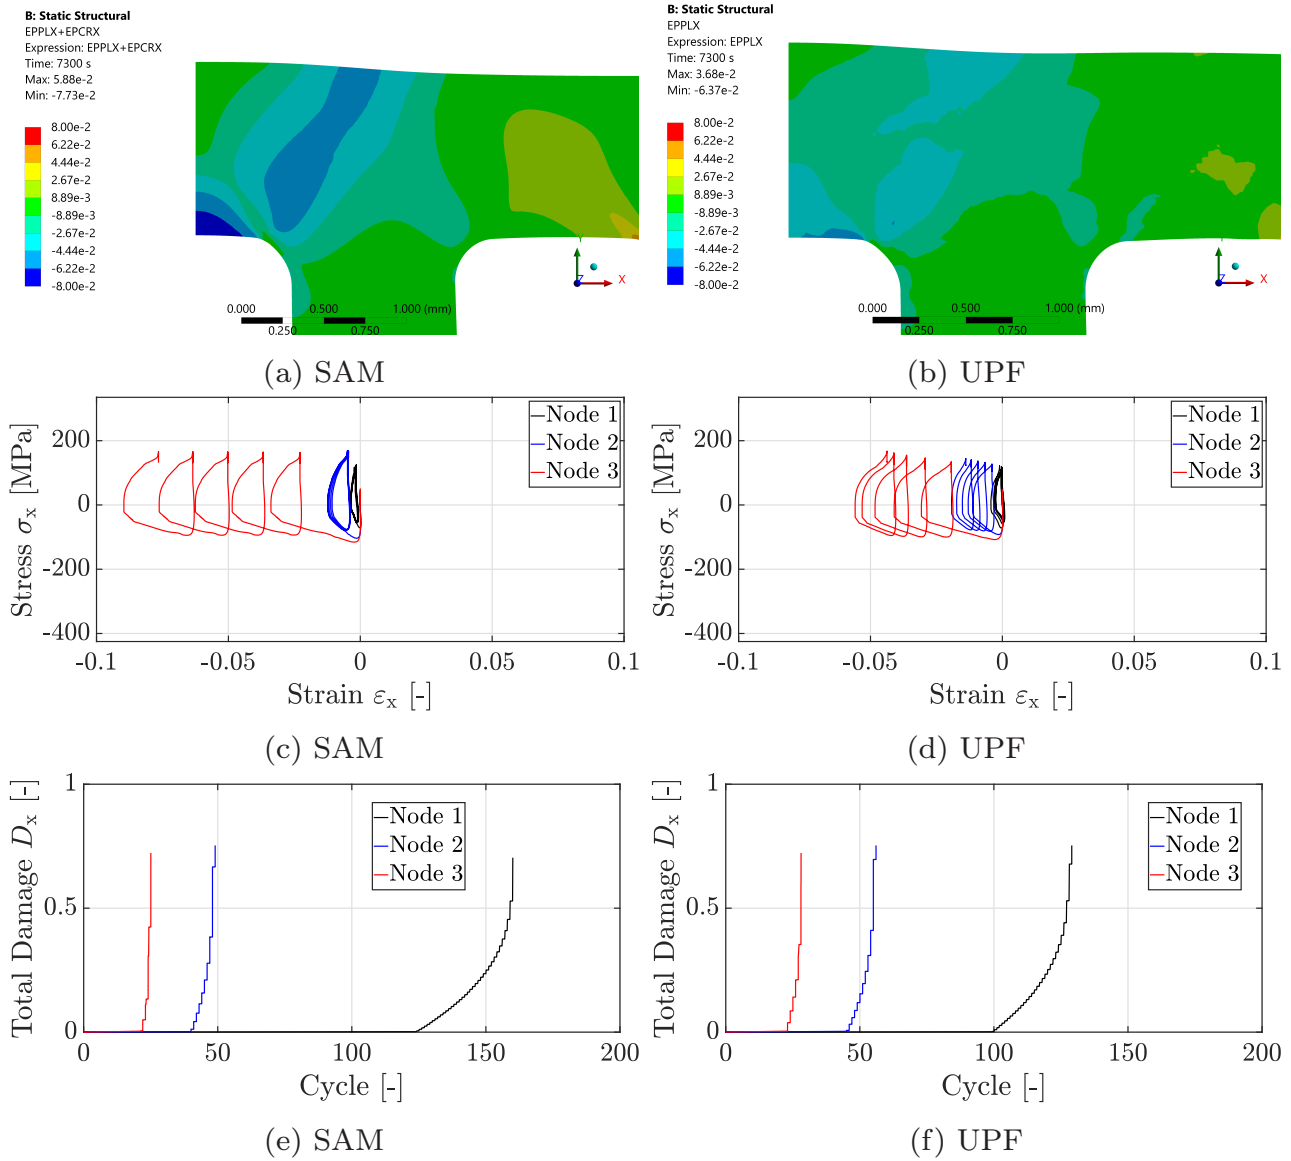 B: Static Structural
EPPLX+EPCRX
Expression: EPPLX+EPCRX
Time: 7300 s
Max: 5.88e-2
Min: -7.73e-2
8.00e-2
6.22e-2
4.44e-2
2.67e-2
8.89e-3
-8.89e-3
-2.67e-2
-4.44e-2
-6.22e-2
-8.00e-2
Y
Z
X
0.000 0.500 1.000 (mm)
0.250 0.750
(a) SAM
B: Static Structural
EPPLX
Expression: EPPLX
Time: 7300 s
Max: 3.68e-2
Min: -6.37e-2
8.00e-2
6.22e-2
4.44e-2
2.67e-2
8.89e-3
-8.89e-3
-2.67e-2
-4.44e-2
-6.22e-2
-8.00e-2
Y
Z
X
0.000 0.500 1.000 (mm)
0.250 0.750
(b) UPF
Stress σx [MPa]
200
0
-200
-400
-0.1 -0.05 0 0.05 0.1
Strain εx [-]
Node 1
Node 2
Node 3
(c) SAM
Stress σx [MPa]
200
0
-200
-400
-0.1 -0.05 0 0.05 0.1
Strain εx [-]
Node 1
Node 2
Node 3
(d) UPF
Total Damage Dx [-]
1
0.5
0
0 50 100 150 200
Cycle [-]
Node 1
Node 2
Node 3
(e) SAM
Total Damage Dx [-]
1
0.5
0
0 50 100 150 200
Cycle [-]
Node 1
Node 2
Node 3
(f) UPF